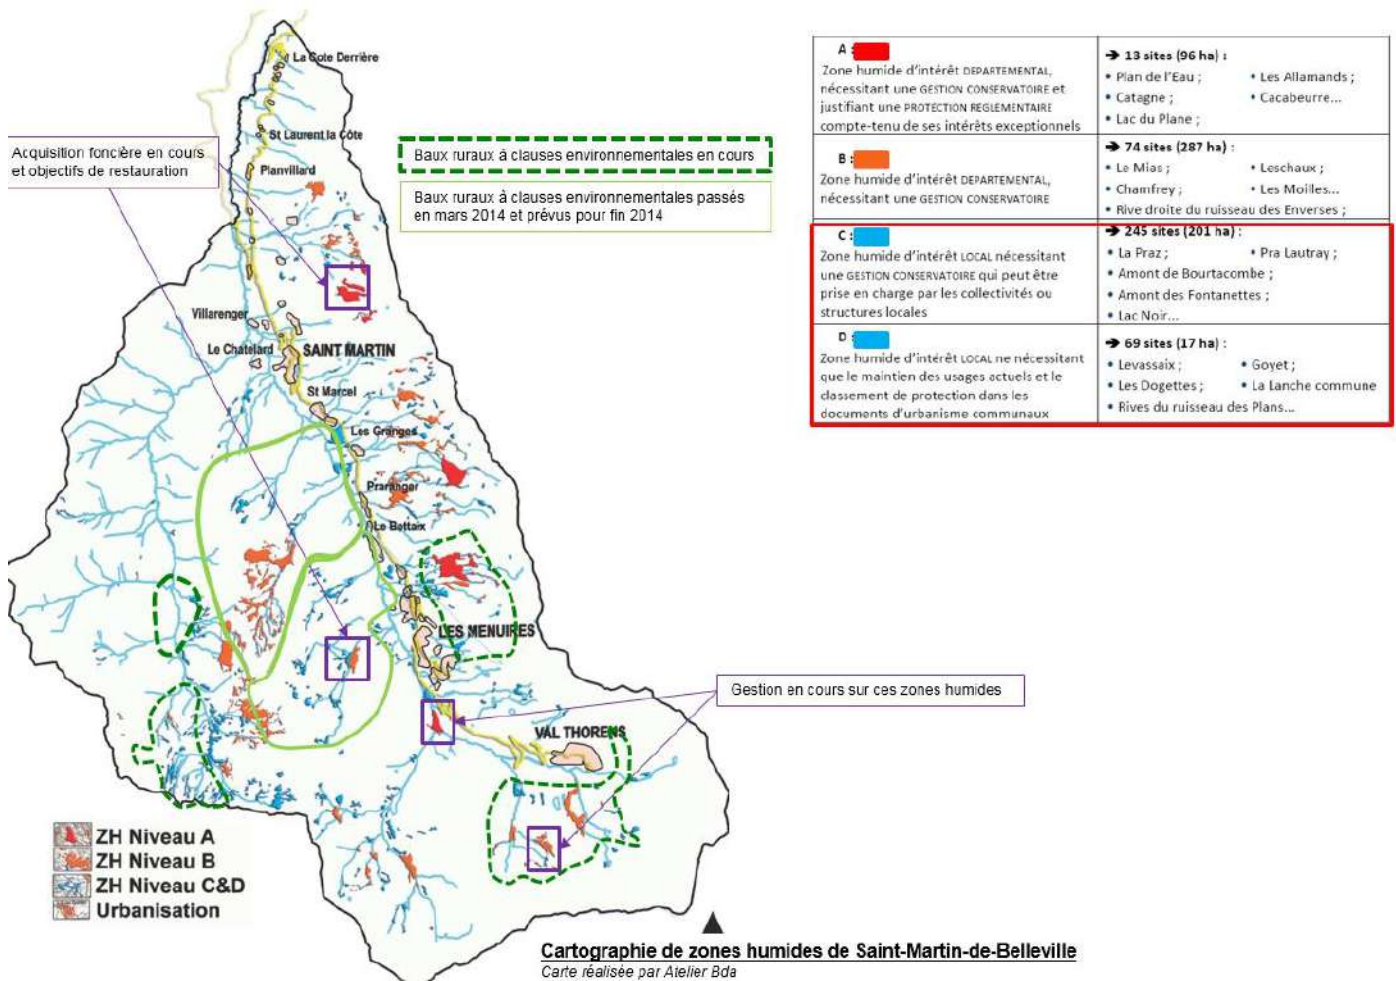 La Cote Derrière
St Laurent la Côte
Planvillard
Acquisition foncière en cours
et objectifs de restauration
Baux ruraux à clauses environnementales en cours
Baux ruraux à clauses environnementales passés
en mars 2014 et prévus pour fin 2014
Villarenger
Le Chatelard
SAINT MARTIN
St Marcel
Les Granges
Praranger
Le Bettaix
LES MENUIRES
Gestion en cours sur ces zones humides
VAL THORENS
ZH Niveau A
ZH Niveau B
ZH Niveau C&D
Urbanisation
Cartographie de zones humides de Saint-Martin-de-Belleville
Carte réalisée par Atelier Bda
A :
Zone humide d'intérêt DEPARTEMENTAL,
nécessitant une GESTION CONSERVATOIRE et
justifiant une PROTECTION REGLEMENTAIRE
compte-tenu de ses intérêts exceptionnels
➔ 13 sites (96 ha) :
• Plan de l'Eau ; • Les Allamands ;
• Catagne ; • Cacabeurre...
• Lac du Plane ;
B :
Zone humide d'intérêt DEPARTEMENTAL,
nécessitant une GESTION CONSERVATOIRE
➔ 74 sites (287 ha) :
• Le Mias ; • Leschaux ;
• Chamfrey ; • Les Moilles...
• Rive droite du ruisseau des Enverses ;
C :
Zone humide d'intérêt LOCAL nécessitant
une GESTION CONSERVATOIRE qui peut être
prise en charge par les collectivités ou
structures locales
➔ 245 sites (201 ha) :
• La Praz ; • Pra Lautray ;
• Amont de Bourtacombe ;
• Amont des Fontanettes ;
• Lac Noir...
D :
Zone humide d'intérêt LOCAL ne nécessitant
que le maintien des usages actuels et le
classement de protection dans les
documents d'urbanisme communaux
➔ 69 sites (17 ha) :
• Levassaix ; • Goyet ;
• Les Dogettes ; • La Lanche commune
• Rives du ruisseau des Plans...